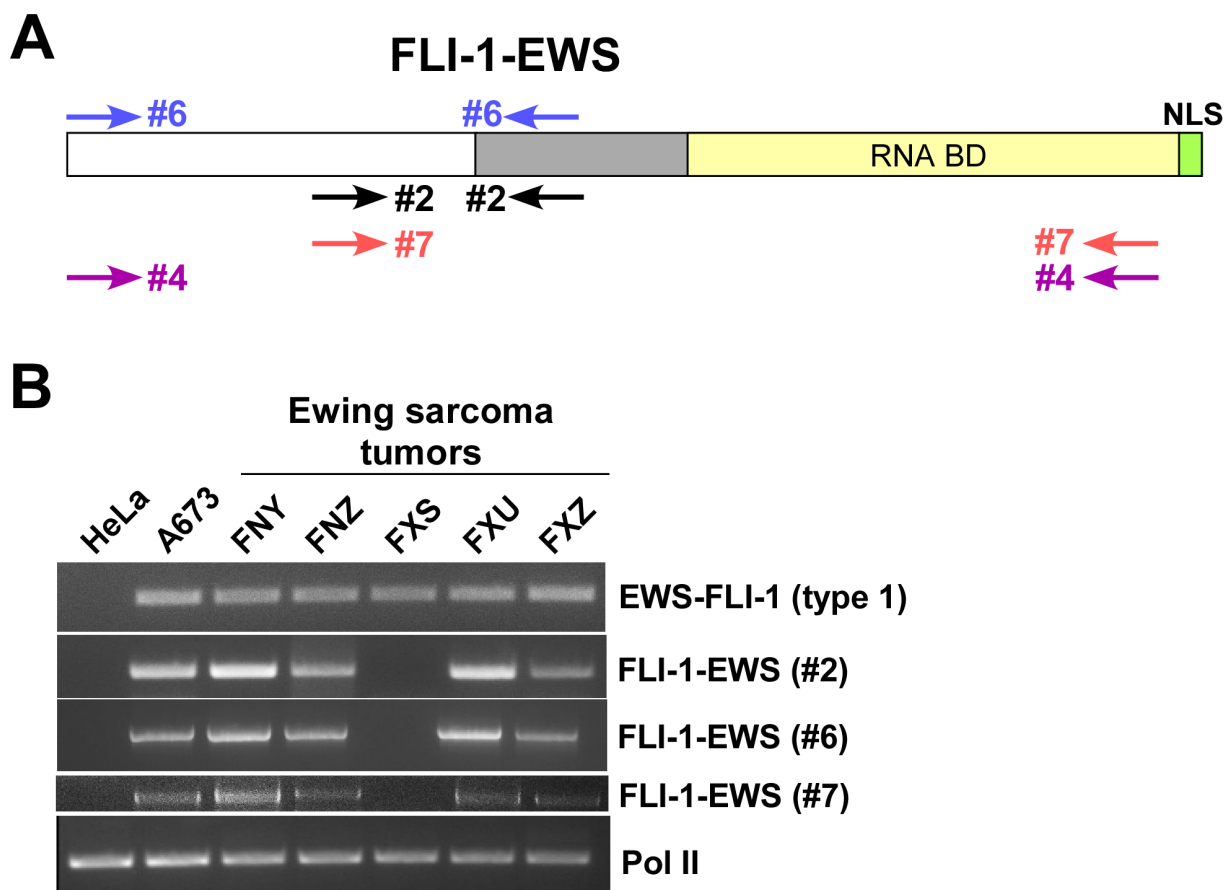 A
FLI-1-EWS
#6 #6
NLS
RNA BD
#2 #2
#7 #7
#4 #4
B
Ewing sarcoma
tumors
HeLa A673 FNY FNZ FXS FXU FXZ
EWS-FLI-1 (type 1)
FLI-1-EWS (#2)
FLI-1-EWS (#6)
FLI-1-EWS (#7)
Pol II